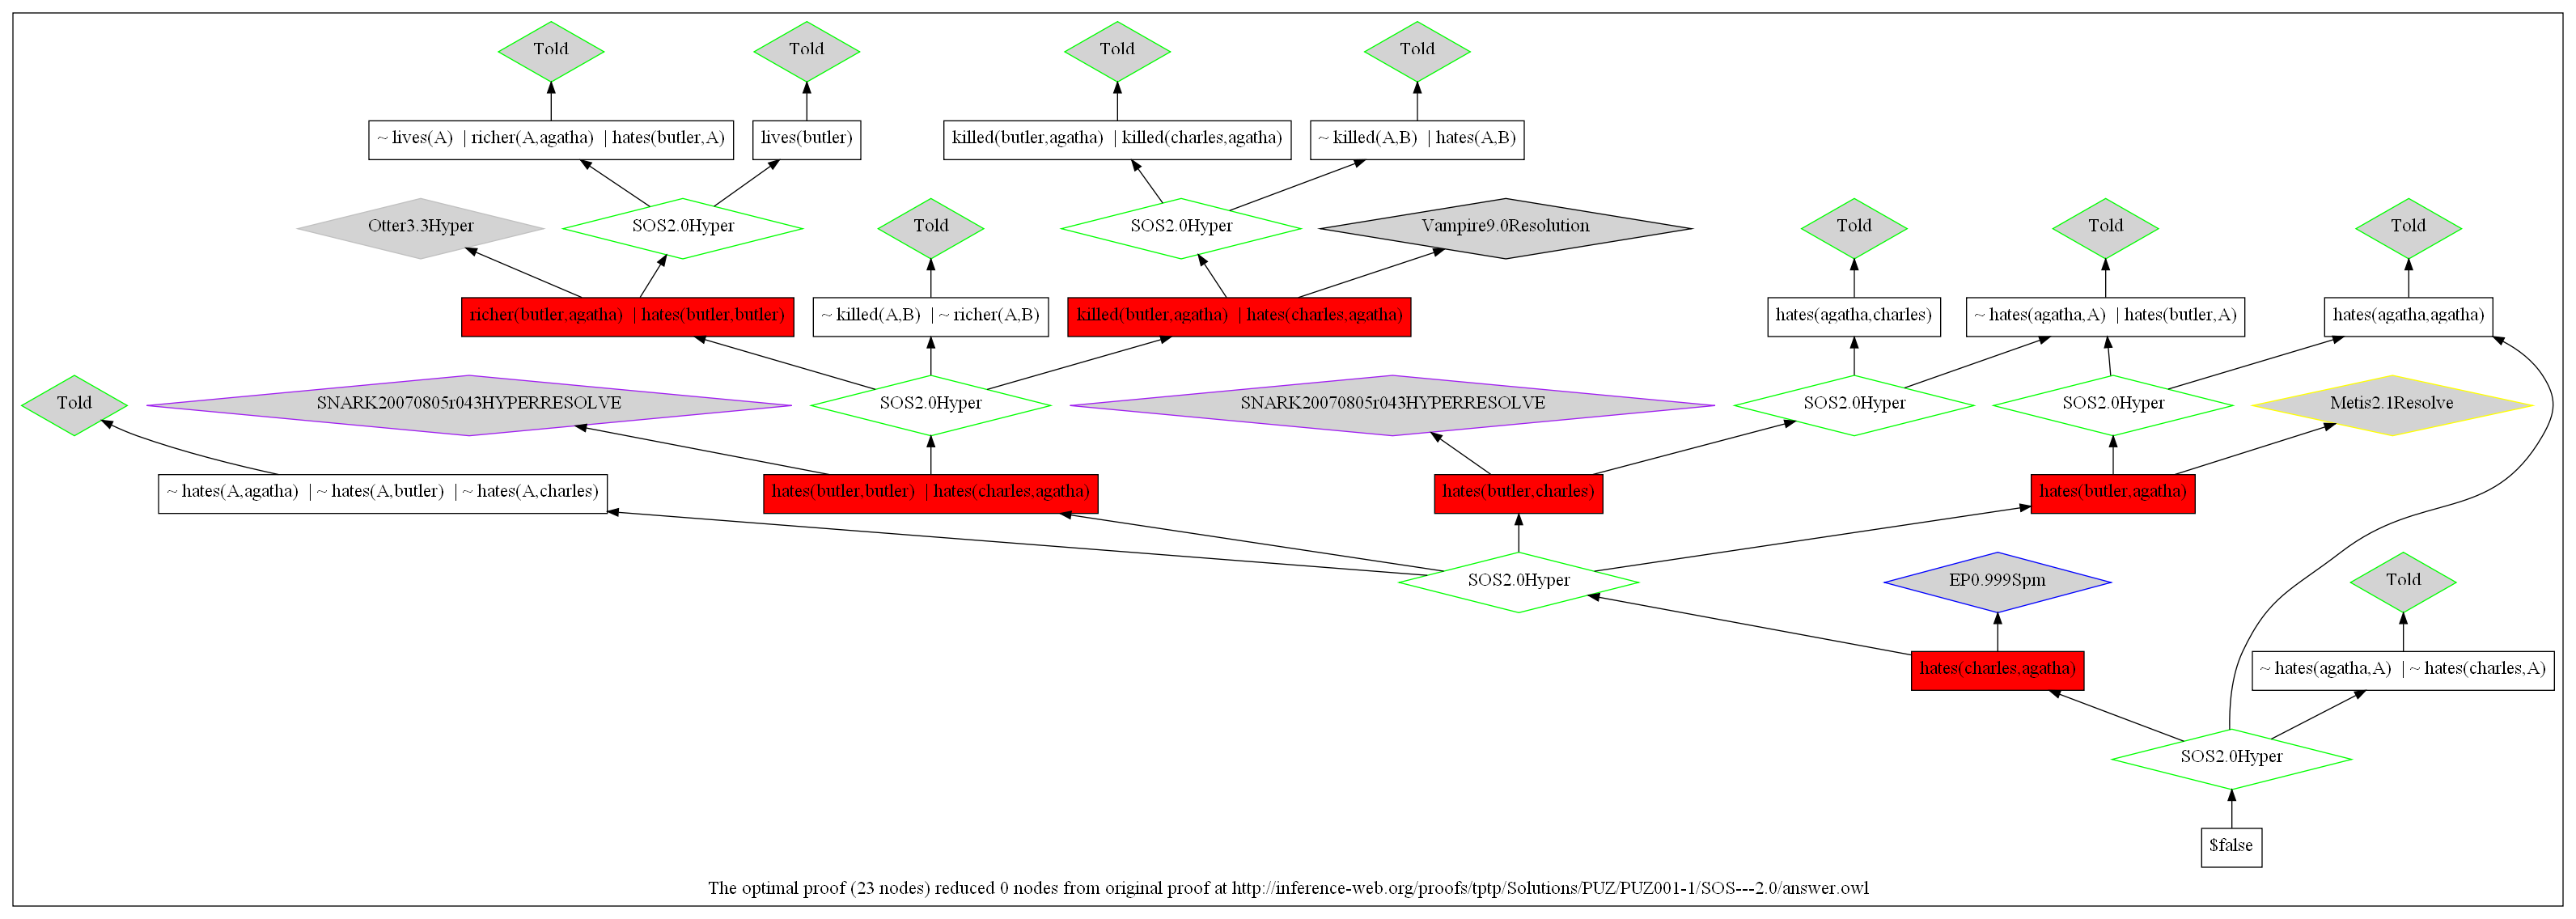 Told
Told
Told
Told
~ lives(A) | richer(A,agatha) | hates(butler,A)
lives(butler)
killed(butler,agatha) | killed(charles,agatha)
~ killed(A,B) | hates(A,B)
Otter3.3Hyper
SOS2.0Hyper
Told
SOS2.0Hyper
Vampire9.0Resolution
Told
Told
Told
richer(butler,agatha) | hates(butler,butler)
~ killed(A,B) | ~ richer(A,B)
killed(butler,agatha) | hates(charles,agatha)
hates(agatha,charles)
~ hates(agatha,A) | hates(butler,A)
hates(agatha,agatha)
Told
SNARK20070805r043HYPERRESOLVE
SOS2.0Hyper
SNARK20070805r043HYPERRESOLVE
SOS2.0Hyper
SOS2.0Hyper
Metis2.1Resolve
~ hates(A,agatha) | ~ hates(A,butler) | ~ hates(A,charles)
hates(butler,butler) | hates(charles,agatha)
hates(butler,charles)
hates(butler,agatha)
SOS2.0Hyper
EP0.999Spm
Told
hates(charles,agatha)
~ hates(agatha,A) | ~ hates(charles,A)
SOS2.0Hyper
$false
The optimal proof (23 nodes) reduced 0 nodes from original proof at http://inference-web.org/proofs/tptp/Solutions/PUZ/PUZ001-1/SOS---2.0/answer.owl